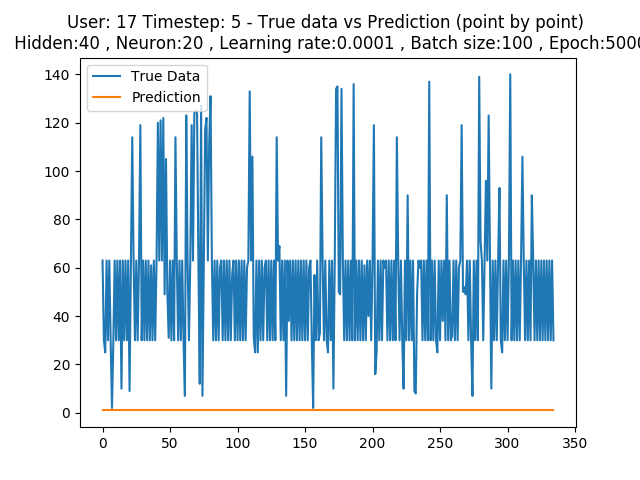 User: 17 Timestep: 5 - True data vs Prediction (point by point)
Hidden:40 , Neuron:20 , Learning rate:0.0001 , Batch size:100 , Epoch:5000
True Data
Prediction
140
120
100
80
60
40
20
0
0 50 100 150 200 250 300 350